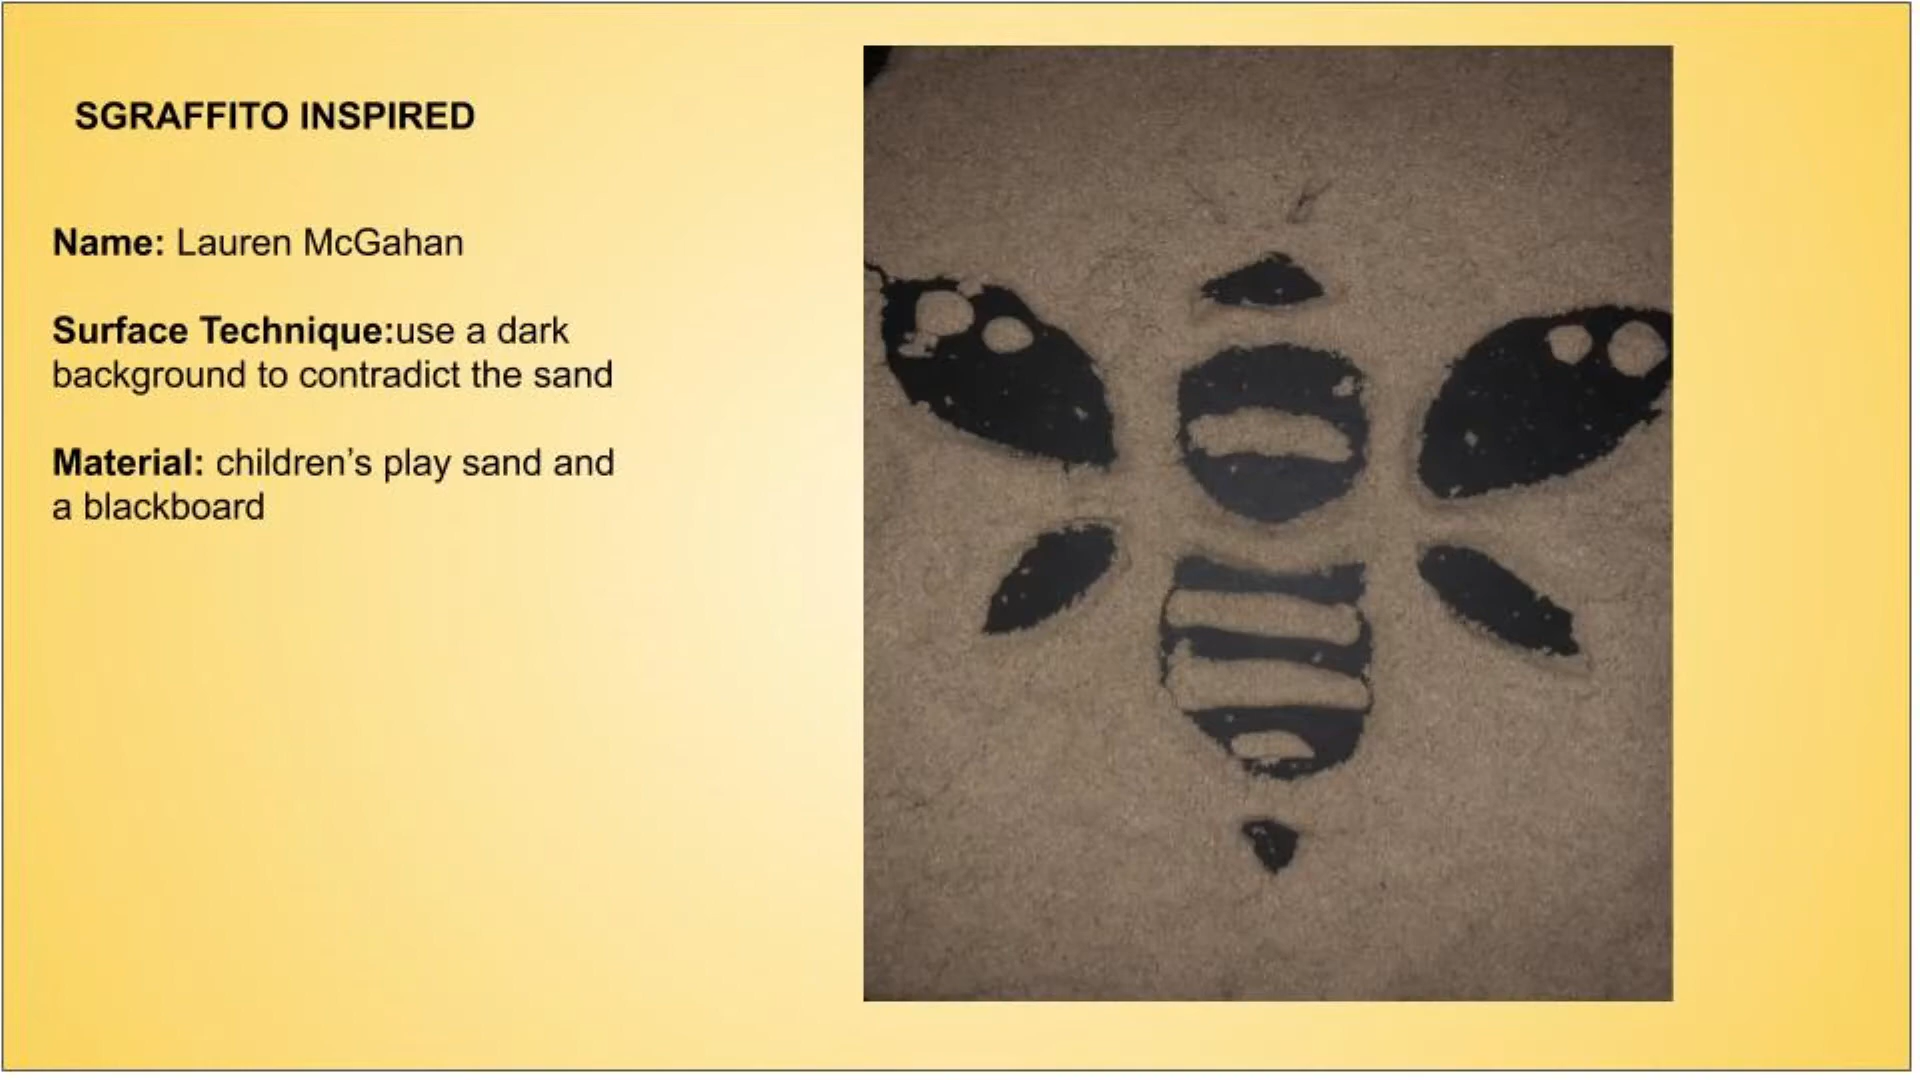 SGRAFFITO INSPIRED
Name: Lauren McGahan
Surface Technique:use a dark
background to contradict the sand
Material: children’s play sand and
a blackboard